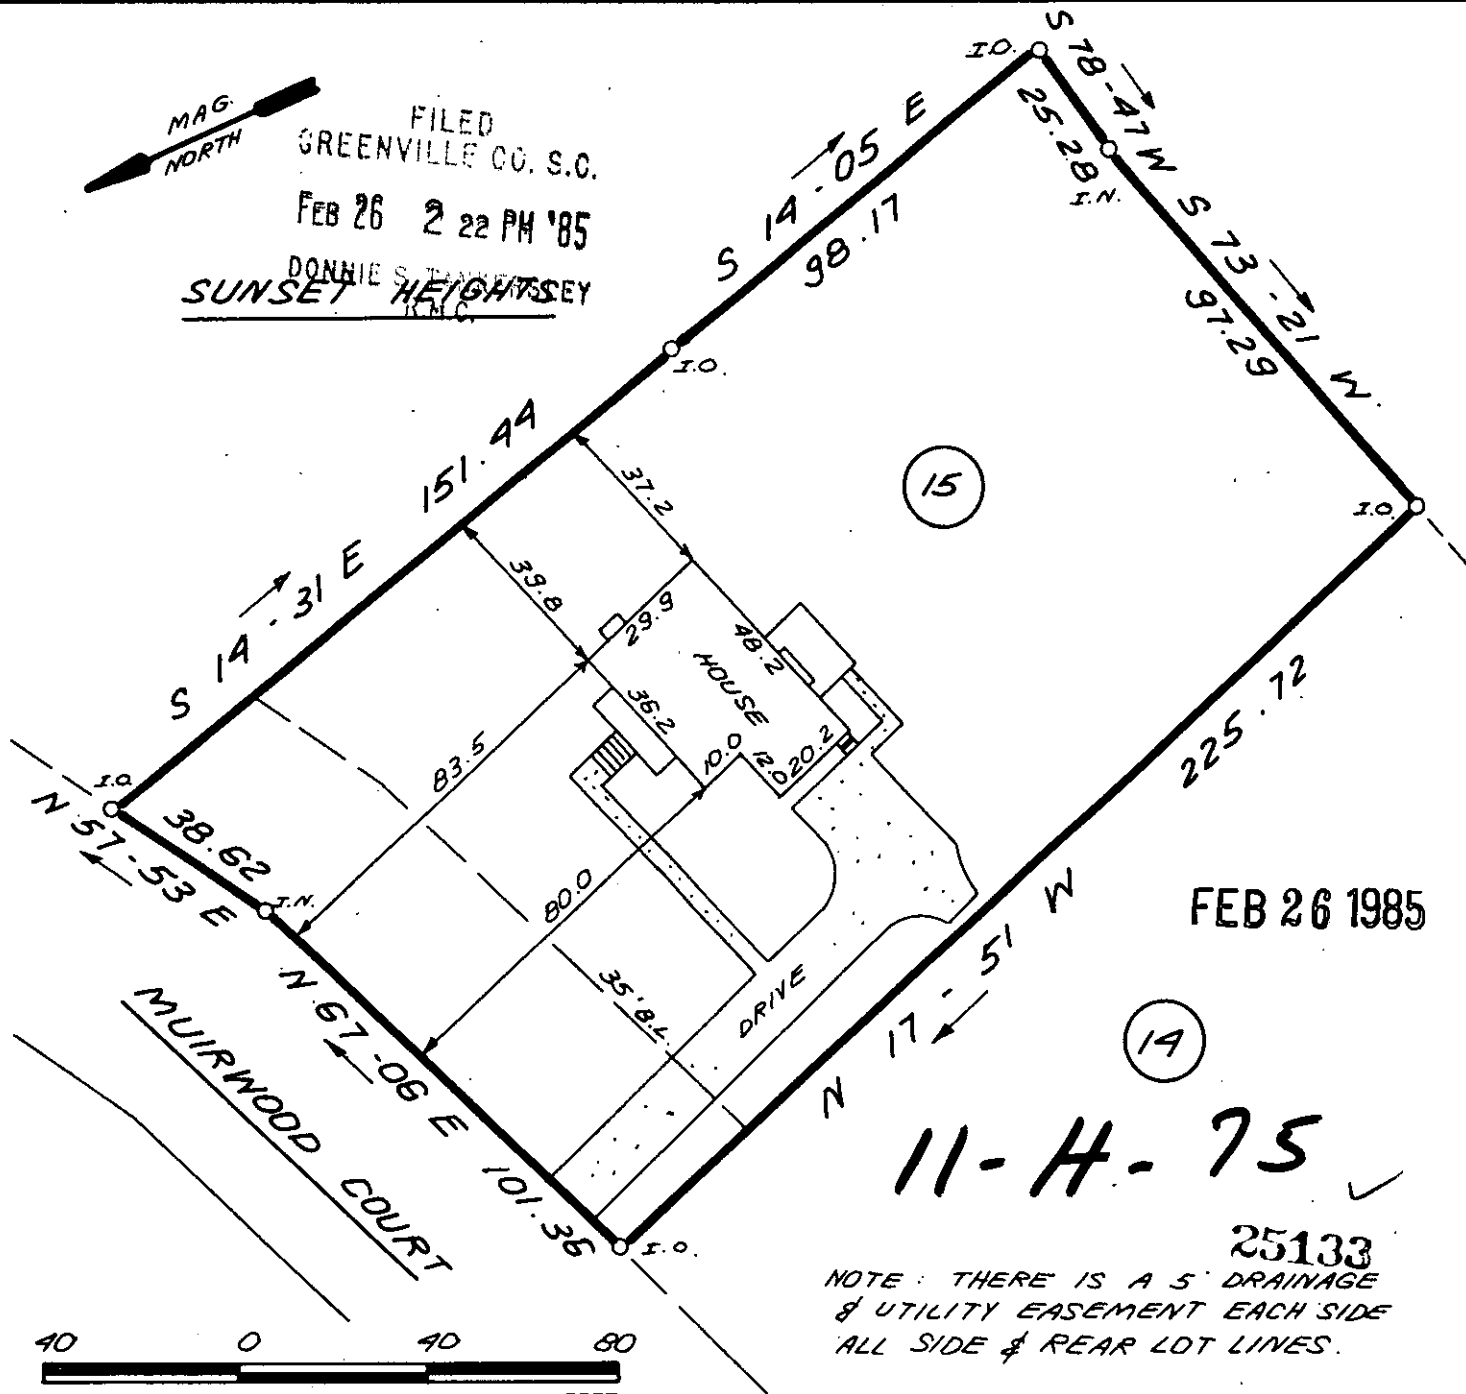 MAG.
NORTH
FILED
GREENVILLE CO. S.C.
FEB 26 2 22 PM '85
DONNIE S. TANKERSLEY
R.M.C.
SUNSET HEIGHTS
I.O.
S 78-47 W
25.28
I.N.
S 14-05 E
98.17
S 73-21 W
97.29
I.O.
I.O.
S 14-31 E
151.44
15
37.2
39.8
29.9
48.2
HOUSE
36.2
10.0
12.0
20.2
83.5
80.0
I.O.
N 57-53 E
38.62
I.N.
N 67-06 E
101.36
I.O.
35' B.L.
DRIVE
N 17-51 W
225.72
MUIRWOOD COURT
FEB 26 1985
14
11-H-75
25133
NOTE: THERE IS A 5' DRAINAGE
& UTILITY EASEMENT EACH SIDE
ALL SIDE & REAR LOT LINES.
40 0 40 80